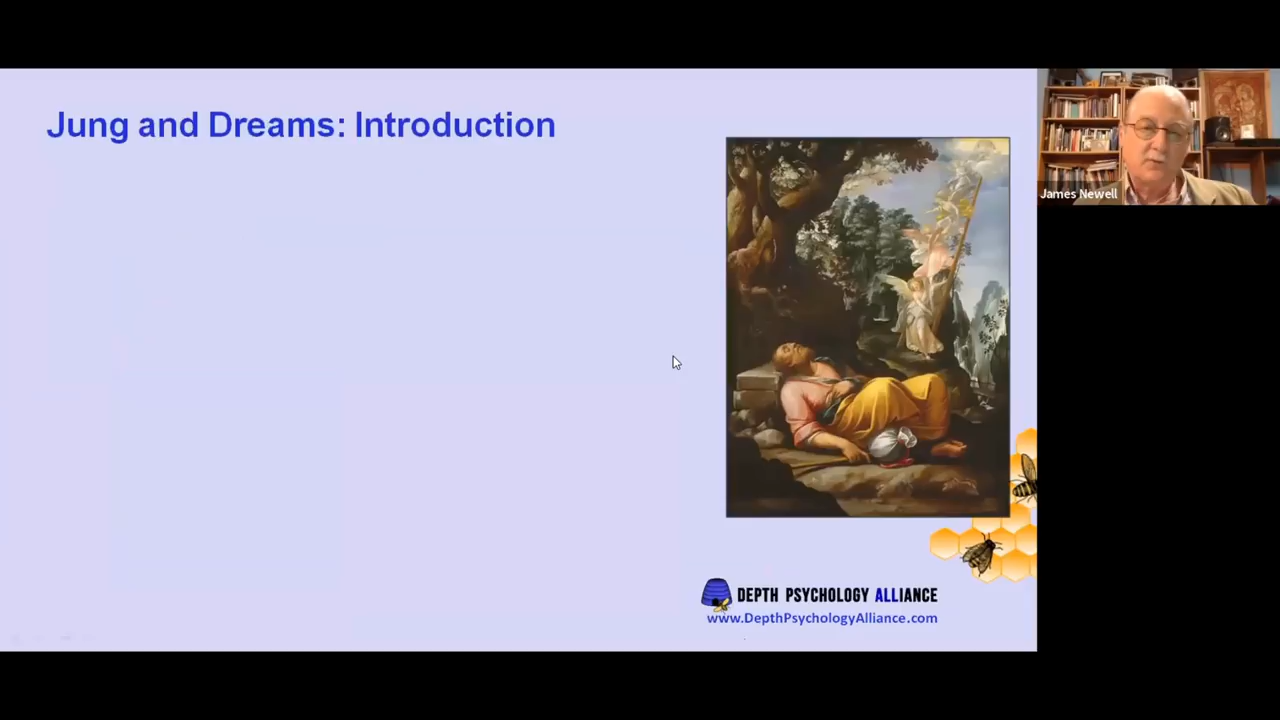 Jung and Dreams: Introduction
James Newell
DEPTH PSYCHOLOGY ALLIANCE
www.DepthPsychologyAlliance.com